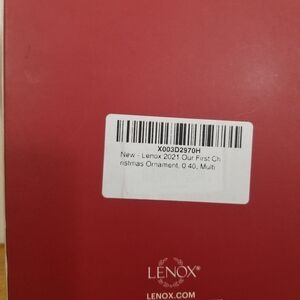 X003D2970H
New - Lenox 2021 Our First Ch
ristmas Ornament, 0.40, Multi
LENOX®
LENOX.COM